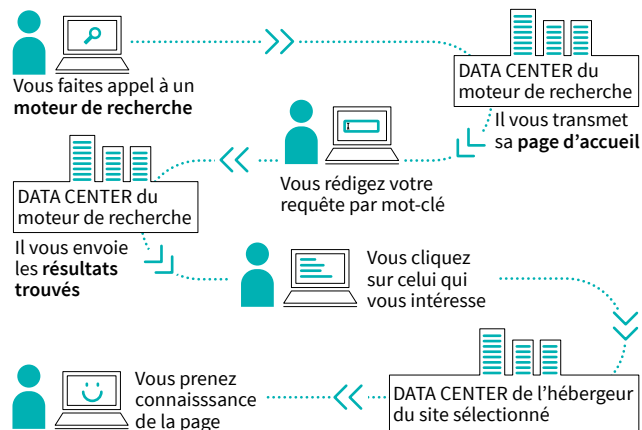 Vous faites appel à un
moteur de recherche
DATA CENTER du
moteur de recherche
Il vous transmet
sa page d'accueil
Vous rédigez votre
requête par mot-clé
DATA CENTER du
moteur de recherche
Il vous envoie
les résultats
trouvés
Vous cliquez
sur celui qui
vous intéresse
DATA CENTER de l'hébergeur
du site sélectionné
Vous prenez
connaisssance
de la page